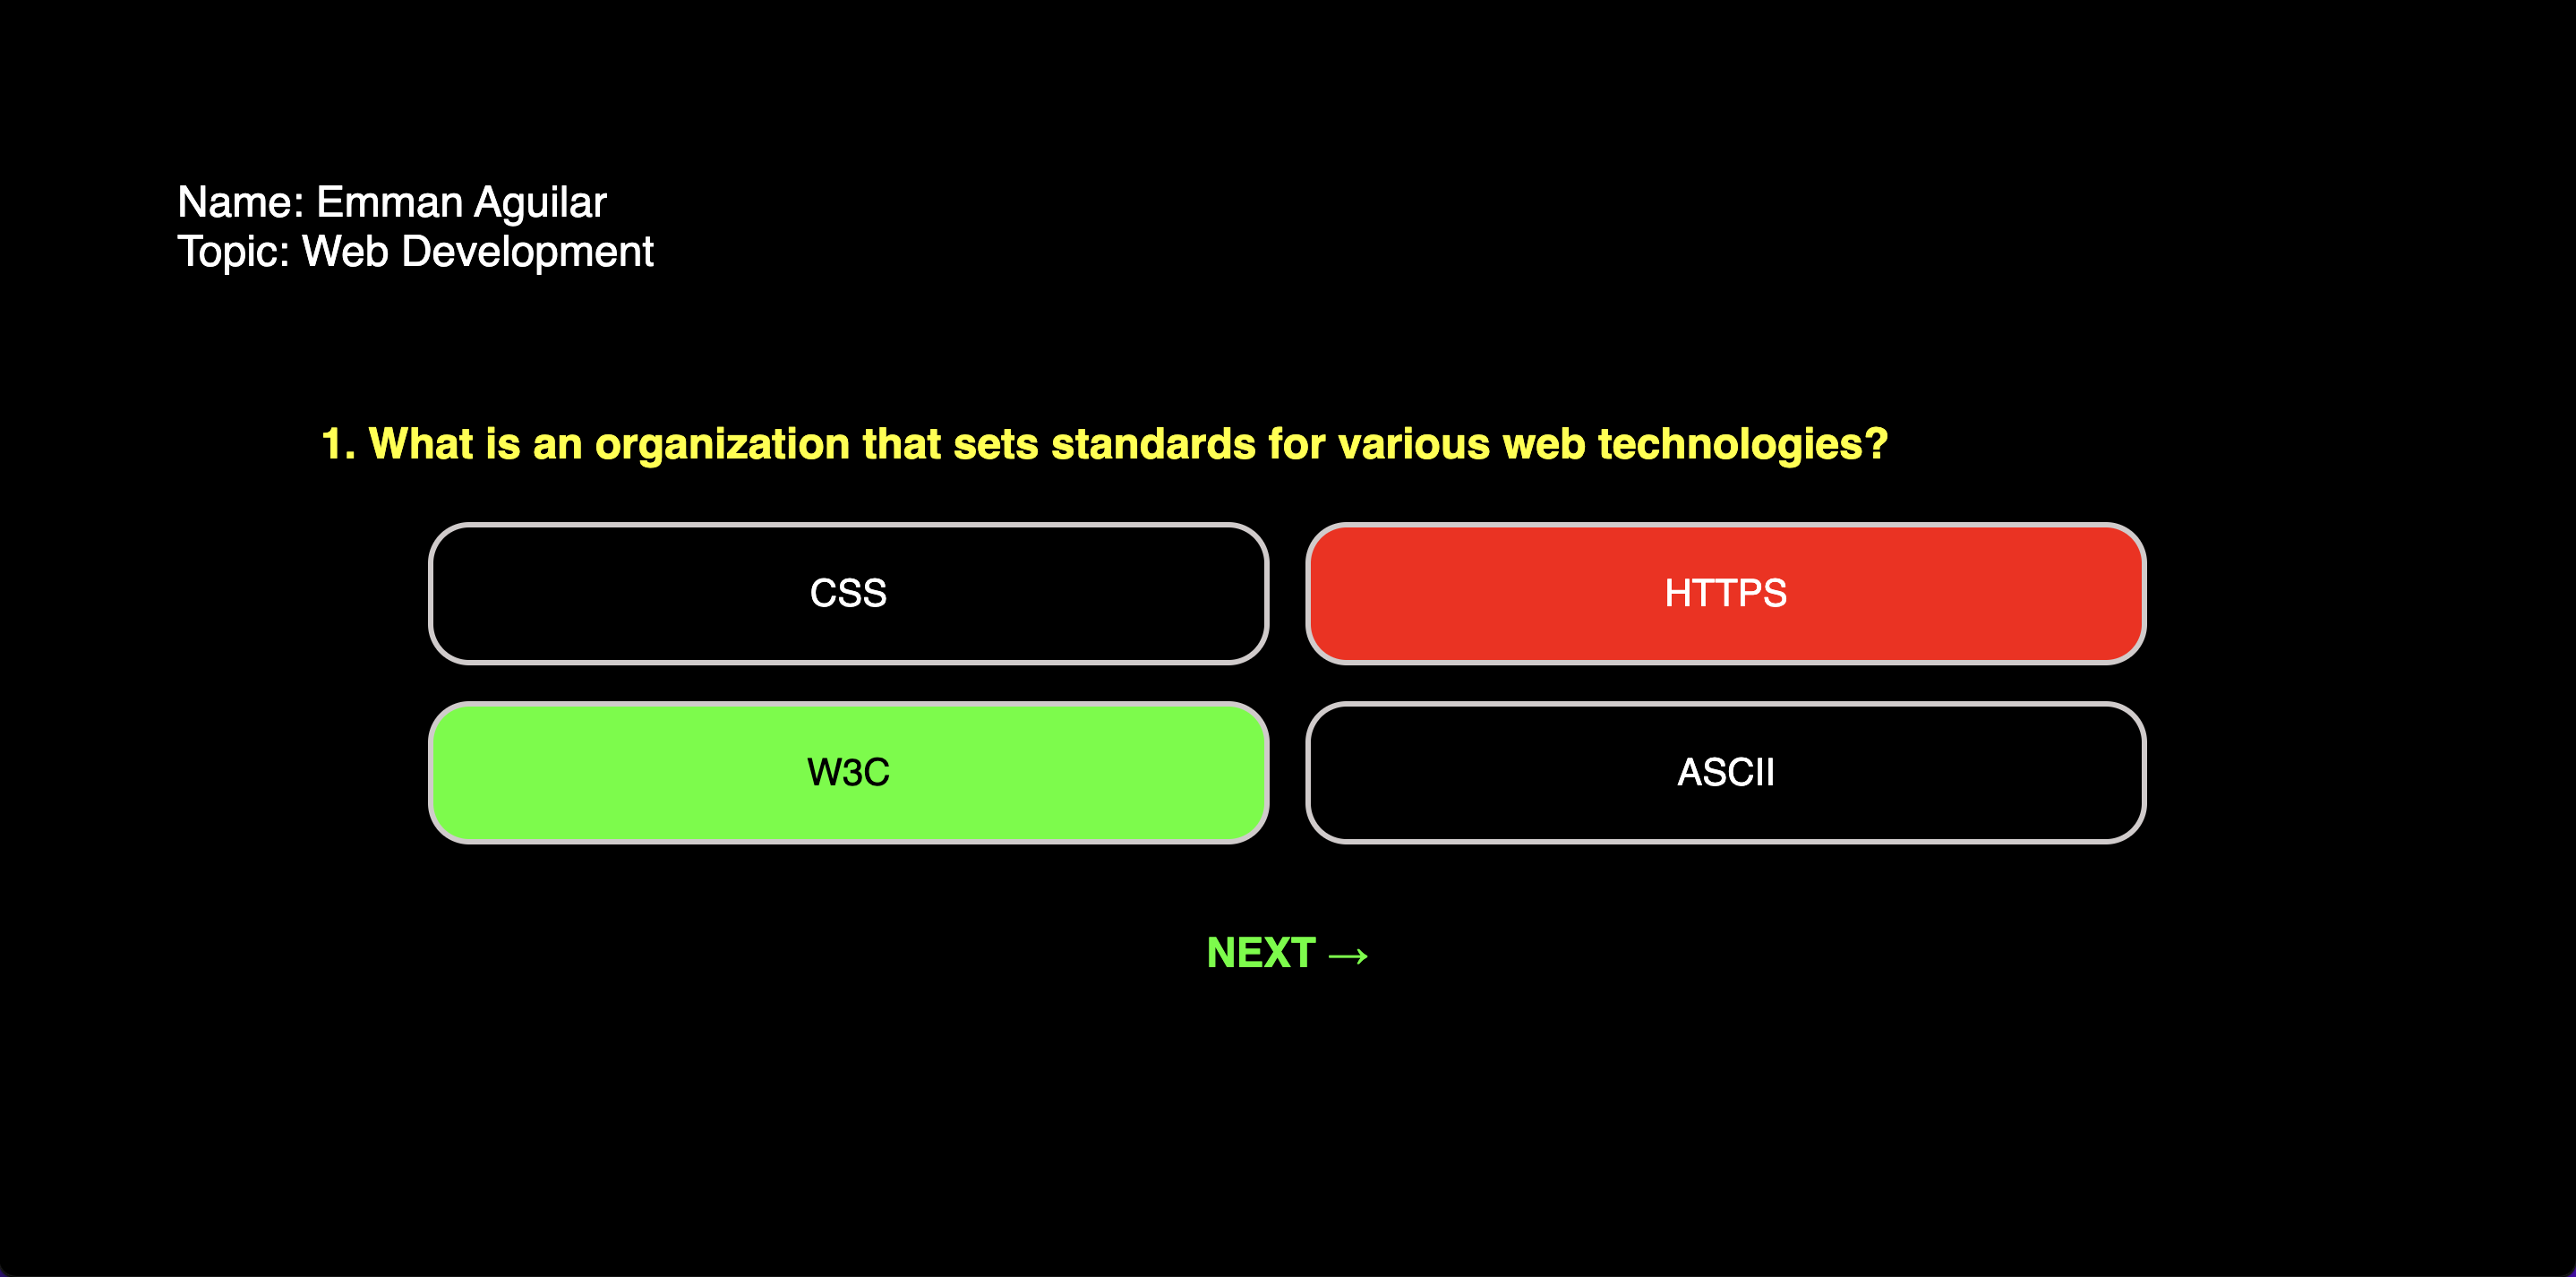 Name: Emman Aguilar
Topic: Web Development
1. What is an organization that sets standards for various web technologies?
CSS
HTTPS
W3C
ASCII
NEXT →